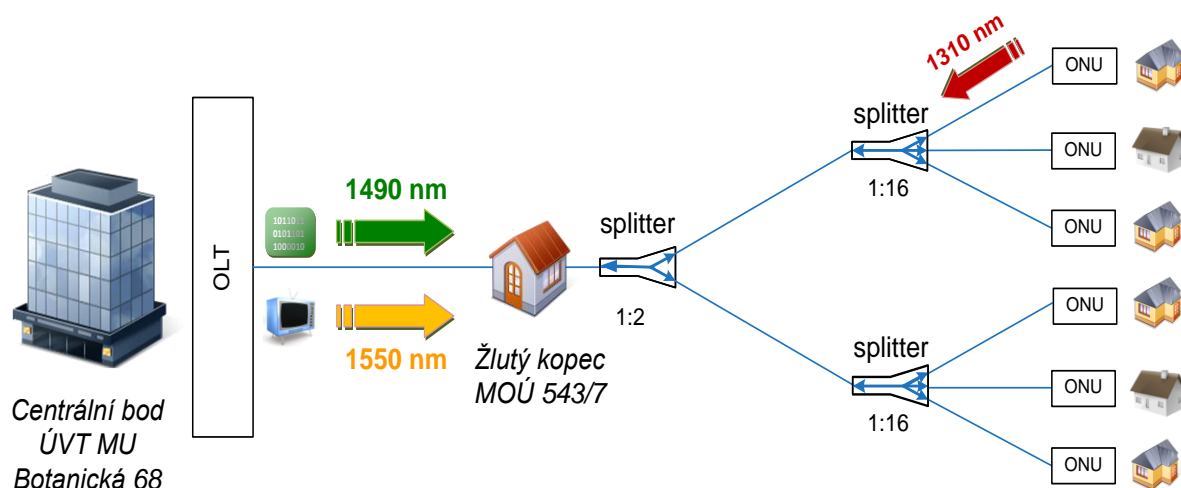 1310 nm
ONU
splitter
ONU
1:16
1490 nm
ONU
1011011
0101101
1000010
splitter
OLT
ONU
1:2
splitter
1550 nm
Žlutý kopec
MOÚ 543/7
ONU
1:16
Centrální bod
ÚVT MU
Botanická 68
ONU